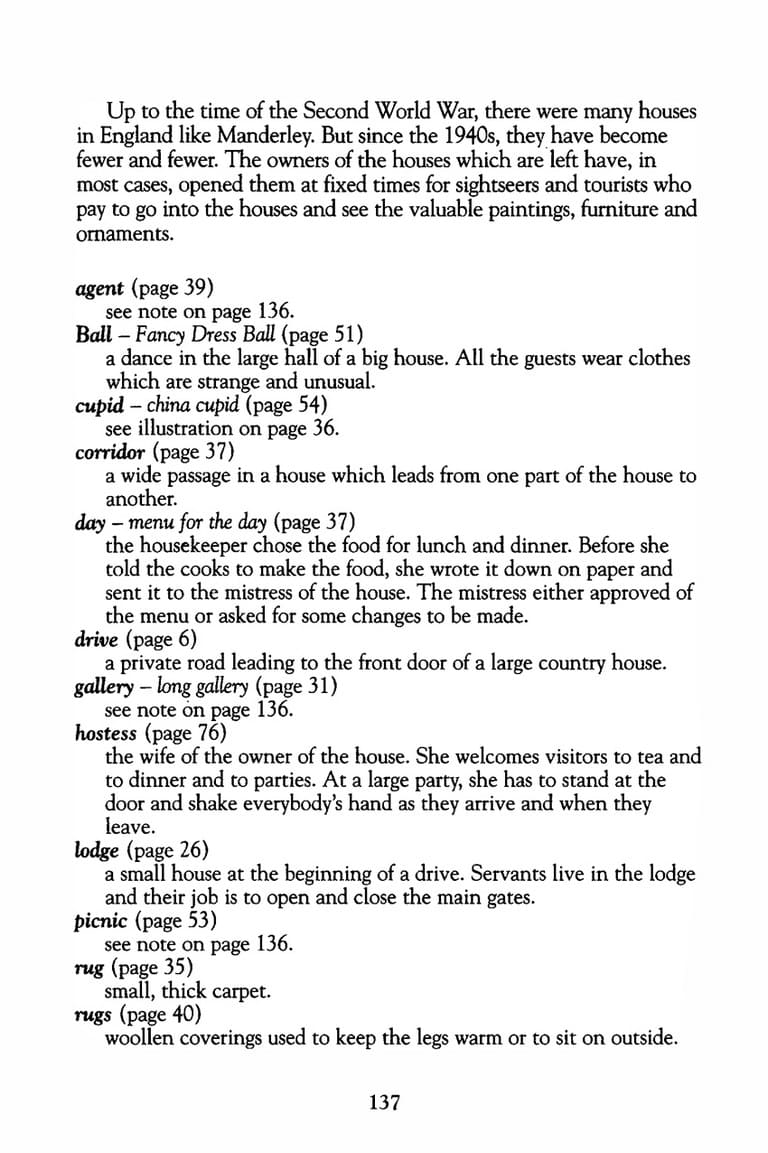 Up to the time of the Second World War, there were many houses
in England like Manderley. But since the 1940s, they have become
fewer and fewer. The owners of the houses which are left have, in
most cases, opened them at fixed times for sightseers and tourists who
pay to go into the houses and see the valuable paintings, furniture and
ornaments.
agent (page 39)
see note on page 136.
Ball – Fancy Dress Ball (page 51)
a dance in the large hall of a big house. All the guests wear clothes
which are strange and unusual.
cupid – china cupid (page 54)
see illustration on page 36.
corridor (page 37)
a wide passage in a house which leads from one part of the house to
another.
day – menu for the day (page 37)
the housekeeper chose the food for lunch and dinner. Before she
told the cooks to make the food, she wrote it down on paper and
sent it to the mistress of the house. The mistress either approved of
the menu or asked for some changes to be made.
drive (page 6)
a private road leading to the front door of a large country house.
gallery – long gallery (page 31)
see note on page 136.
hostess (page 76)
the wife of the owner of the house. She welcomes visitors to tea and
to dinner and to parties. At a large party, she has to stand at the
door and shake everybody's hand as they arrive and when they
leave.
lodge (page 26)
a small house at the beginning of a drive. Servants live in the lodge
and their job is to open and close the main gates.
picnic (page 53)
see note on page 136.
rug (page 35)
small, thick carpet.
rugs (page 40)
woollen coverings used to keep the legs warm or to sit on outside.
137